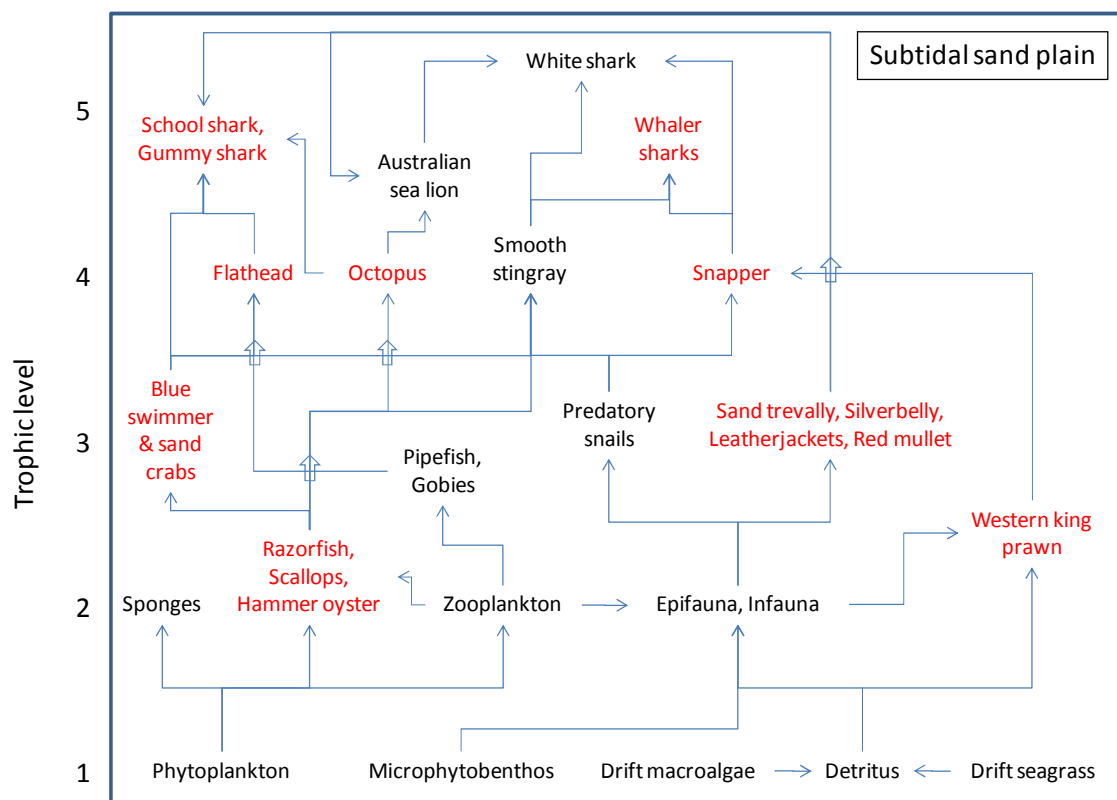 Subtidal sand plain
White shark
5
School shark,
Gummy shark
Whaler
sharks
Australian
sea lion
Smooth
stingray
4
Flathead
Octopus
Snapper
Trophic level
Blue
swimmer
& sand
crabs
Predatory
snails
Sand trevally, Silverbelly,
Leatherjackets, Red mullet
3
Pipefish,
Gobies
Western king
prawn
Razorfish,
Scallops,
Hammer oyster
2
Sponges
Zooplankton
Epifauna, Infauna
1
Phytoplankton
Microphytobenthos
Drift macroalgae
Detritus
Drift seagrass